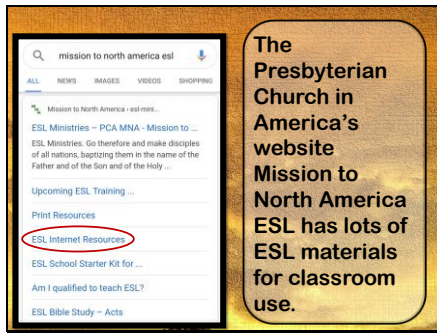 mission to north america esl
ALL NEWS IMAGES VIDEOS SHOPPING
Mission to North America › esl-mini...
ESL Ministries – PCA MNA - Mission to ...
ESL Ministries. Go therefore and make disciples
of all nations, baptizing them in the name of the
Father and of the Son and of the Holy ...
Upcoming ESL Training ...
Print Resources
ESL Internet Resources
ESL School Starter Kit for ...
Am I qualified to teach ESL?
ESL Bible Study – Acts
The
Presbyterian
Church in
America's
website
Mission to
North America
ESL has lots of
ESL materials
for classroom
use.